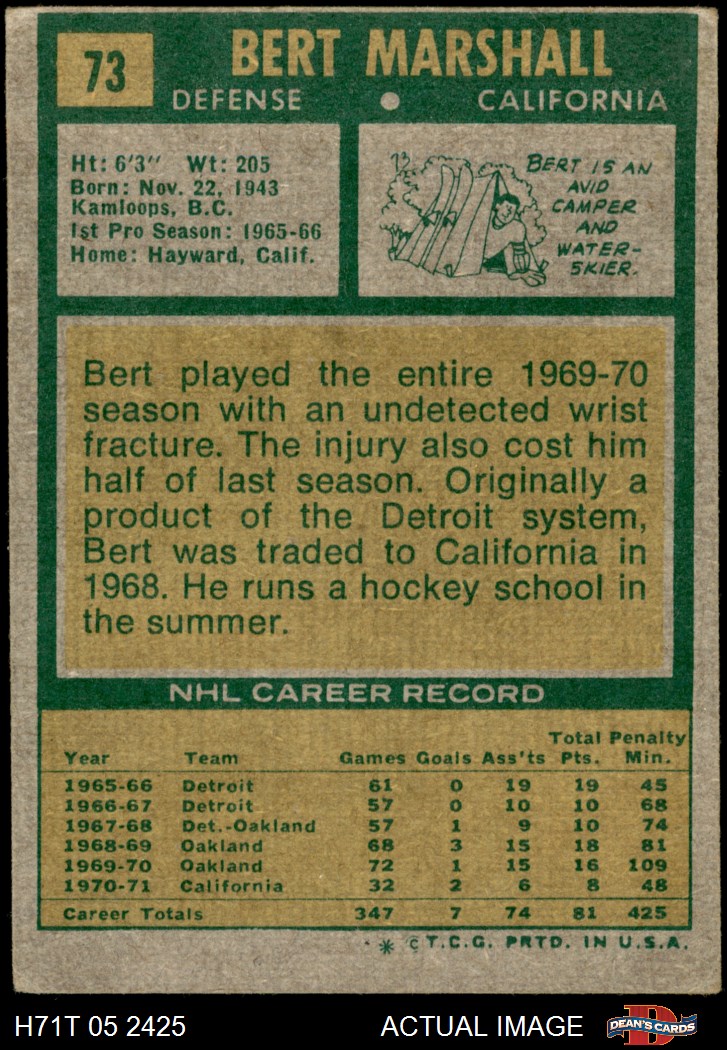 73
BERT MARSHALL
DEFENSE • CALIFORNIA
Ht: 6'3" Wt: 205
Born: Nov. 22, 1943
Kamloops, B.C.
1st Pro Season: 1965-66
Home: Hayward, Calif.
73
BERT IS AN
AVID
CAMPER
AND
WATER-
SKIER.
Bert played the entire 1969-70
season with an undetected wrist
fracture. The injury also cost him
half of last season. Originally a
product of the Detroit system,
Bert was traded to California in
1968. He runs a hockey school in
the summer.
NHL CAREER RECORD
Total Penalty
Year Team Games Goals Ass'ts Pts. Min.
1965-66 Detroit 61 0 19 19 45
1966-67 Detroit 57 0 10 10 68
1967-68 Det.-Oakland 57 1 9 10 74
1968-69 Oakland 68 3 15 18 81
1969-70 Oakland 72 1 15 16 109
1970-71 California 32 2 6 8 48
Career Totals 347 7 74 81 425
* © T.C.G. PRTD. IN U.S.A.
H71T 05 2425 ACTUAL IMAGE D DEAN'S CARDS